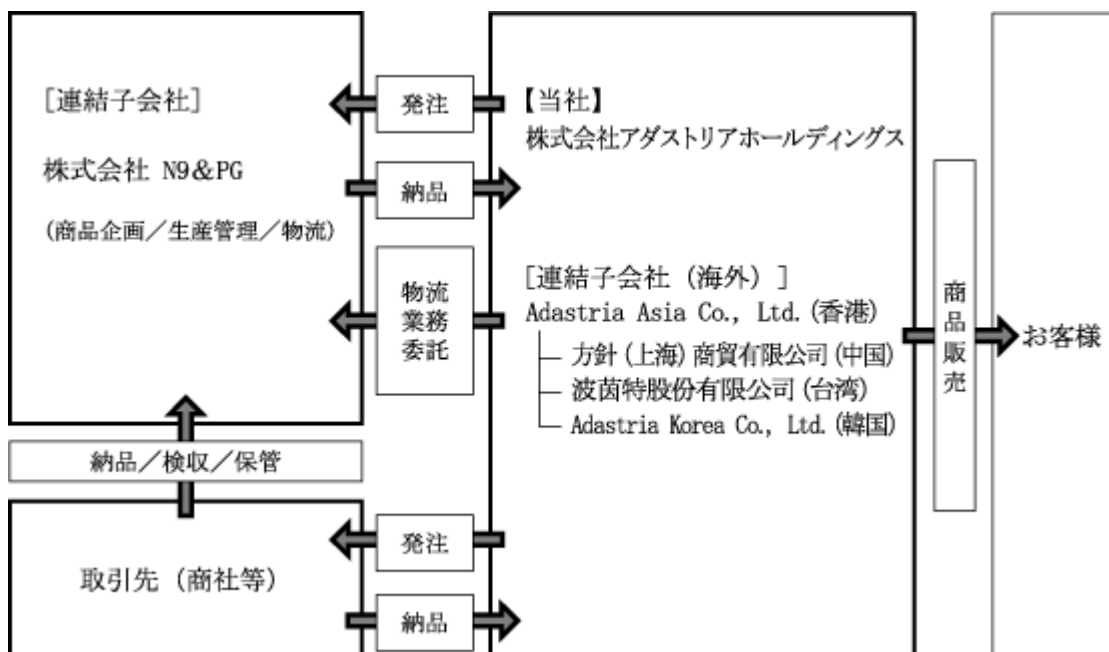 [連結子会社]
株式会社 N9&PG
(商品企画/生産管理/物流)
発注
納品
物流
業務
委託
【当社】
株式会社アダストリアホールディングス
[連結子会社(海外)]
Adastria Asia Co., Ltd.(香港)
方針(上海)商貿有限公司(中国)
波茵特股份有限公司(台湾)
Adastria Korea Co., Ltd.(韓国)
商品販売
お客様
納品/検収/保管
取引先(商社等)
発注
納品